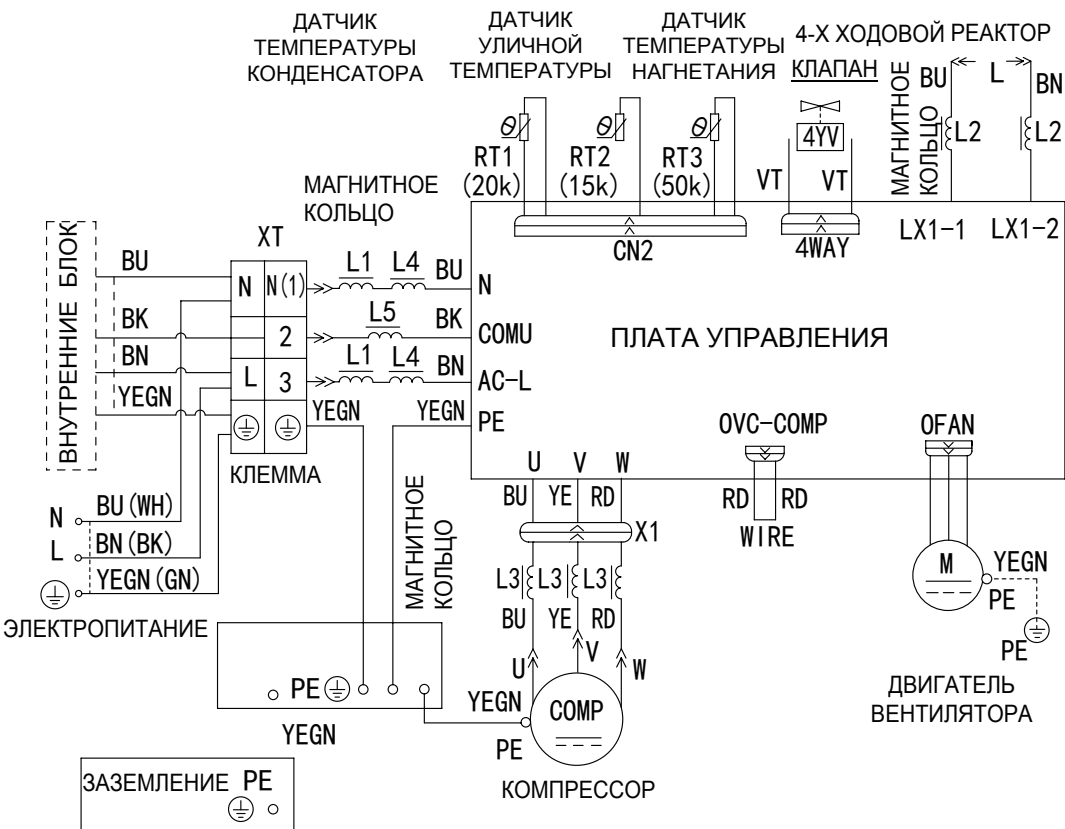 ДАТЧИК
ТЕМПЕРАТУРЫ
КОНДЕНСАТОРА
ДАТЧИК
УЛИЧНОЙ
ТЕМПЕРАТУРЫ
ДАТЧИК
ТЕМПЕРАТУРЫ
НАГНЕТАНИЯ
4-Х ХОДОВОЙ РЕАКТОР
КЛАПАН
BU
L
BN
МАГНИТНОЕ
КОЛЬЦО
L2
L2
θ
RT1
(20k)
θ
RT2
(15k)
θ
RT3
(50k)
4YV
VT
VT
CN2
4WAY
LX1-1
LX1-2
МАГНИТНОЕ
КОЛЬЦО
ВНУТРЕННИЕ БЛОК
BU
BK
BN
YEGN
XT
N
N(1)
2
L
3
КЛЕММА
L1
L4
BU
N
L5
BK
COMU
L1
L4
BN
AC-L
YEGN
YEGN
PE
ПЛАТА УПРАВЛЕНИЯ
OVC-COMP
OFAN
U
V
W
BU
YE
RD
X1
RD
RD
WIRE
N
BU(WH)
L
BN(BK)
YEGN(GN)
ЭЛЕКТРОПИТАНИЕ
МАГНИТНОЕ
КОЛЬЦО
L3
L3
L3
BU
YE
RD
U
V
W
COMP
YEGN
PE
КОМПРЕССОР
M
YEGN
PE
PE
ДВИГАТЕЛЬ
ВЕНТИЛЯТОРА
PE
YEGN
ЗАЗЕМЛЕНИЕ PE